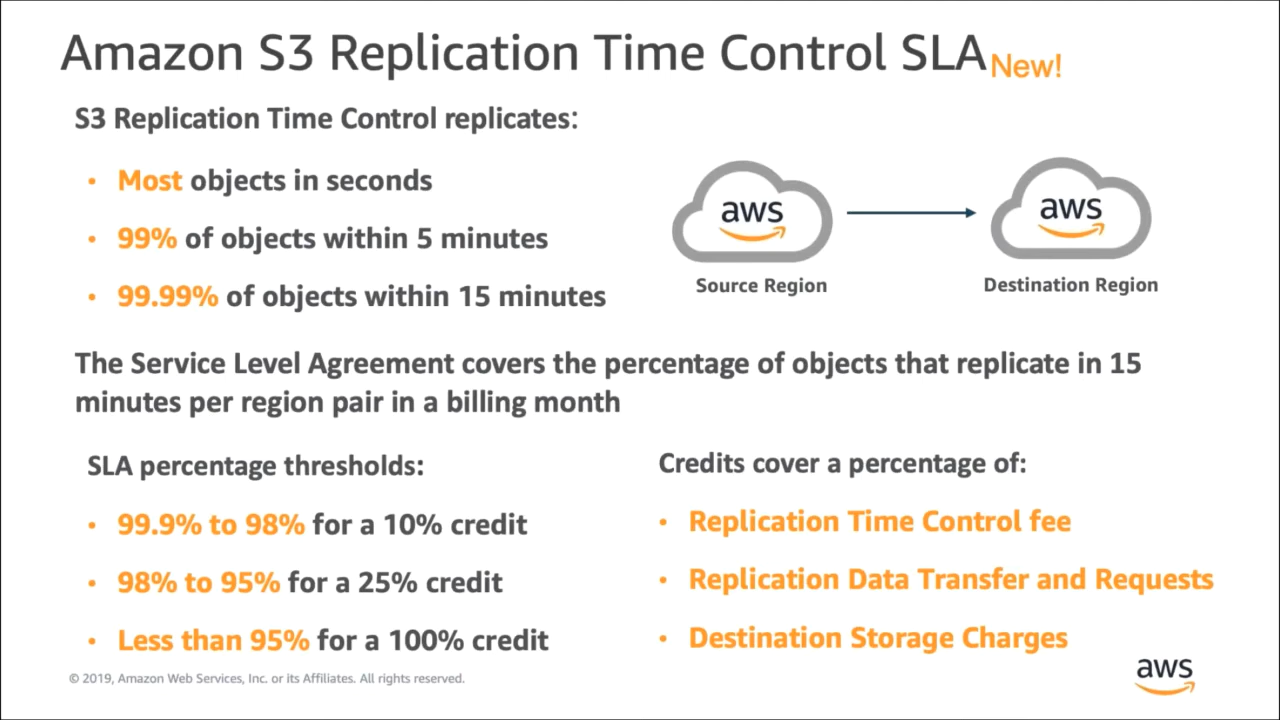 Amazon S3 Replication Time Control SLA New!
S3 Replication Time Control replicates:
• Most objects in seconds
• 99% of objects within 5 minutes
• 99.99% of objects within 15 minutes
aws
aws
Source Region
Destination Region
The Service Level Agreement covers the percentage of objects that replicate in 15
minutes per region pair in a billing month
SLA percentage thresholds:
• 99.9% to 98% for a 10% credit
• 98% to 95% for a 25% credit
• Less than 95% for a 100% credit
Credits cover a percentage of:
• Replication Time Control fee
• Replication Data Transfer and Requests
• Destination Storage Charges
© 2019, Amazon Web Services, Inc. or its Affiliates. All rights reserved.
aws